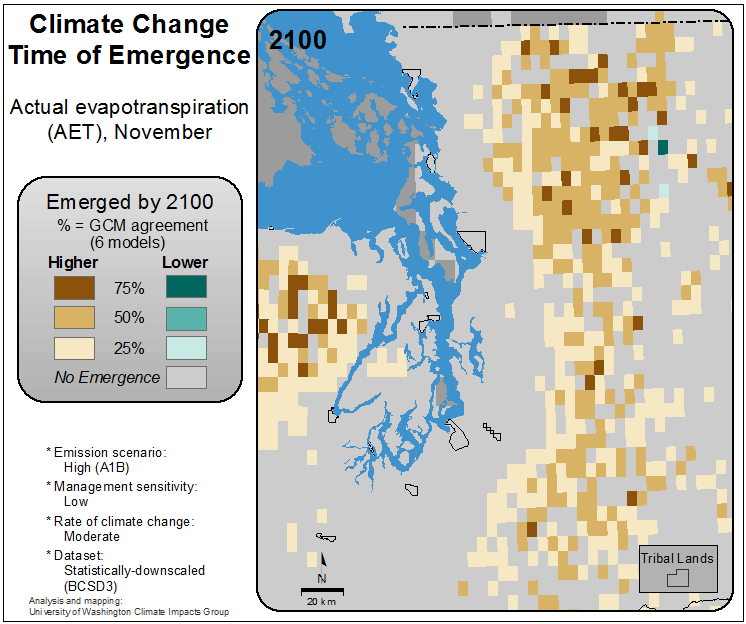 Climate Change
Time of Emergence
Actual evapotranspiration
(AET), November
Emerged by 2100
% = GCM agreement
(6 models)
Higher Lower
75%
50%
25%
No Emergence
* Emission scenario:
High (A1B)
* Management sensitivity:
Low
* Rate of climate change:
Moderate
* Dataset:
Statistically-downscaled
(BCSD3)
Analysis and mapping:
University of Washington Climate Impacts Group
2100
N
20 km
Tribal Lands